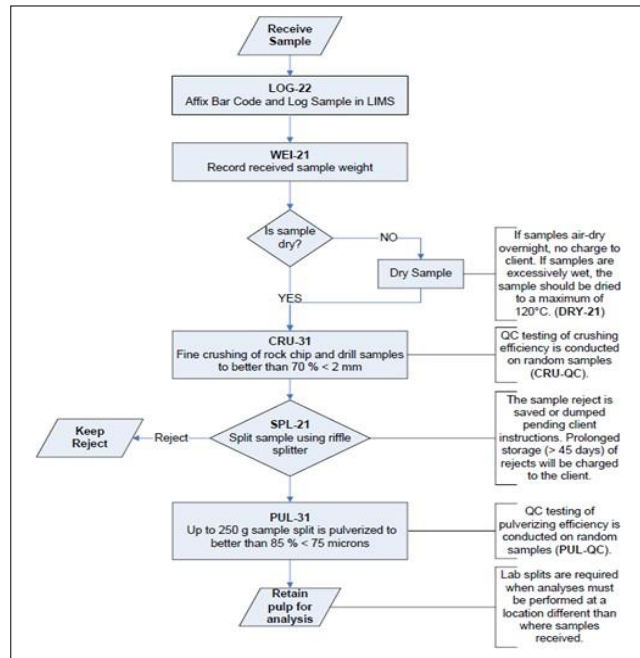 Receive
Sample
LOG-22
Affix Bar Code and Log Sample in LIMS
WEI-21
Record received sample weight
Is sample
dry?
NO
Dry Sample
If samples air-dry
overnight, no charge to
client. If samples are
excessively wet, the
sample should be dried
to a maximum of
120°C. (DRY-21)
YES
CRU-31
Fine crushing of rock chip and drill samples
to better than 70 % < 2 mm
QC testing of crushing
efficiency is conducted
on random samples
(CRU-QC).
SPL-21
Split sample using riffle
splitter
Reject
Keep
Reject
The sample reject is
saved or dumped
pending client
instructions. Prolonged
storage (> 45 days) of
rejects will be charged
to the client.
PUL-31
Up to 250 g sample split is pulverized to
better than 85 % < 75 microns
QC testing of
pulverizing efficiency is
conducted on random
samples (PUL-QC).
Retain
pulp for
analysis
Lab splits are required
when analyses must
be performed at a
location different than
where samples
received.